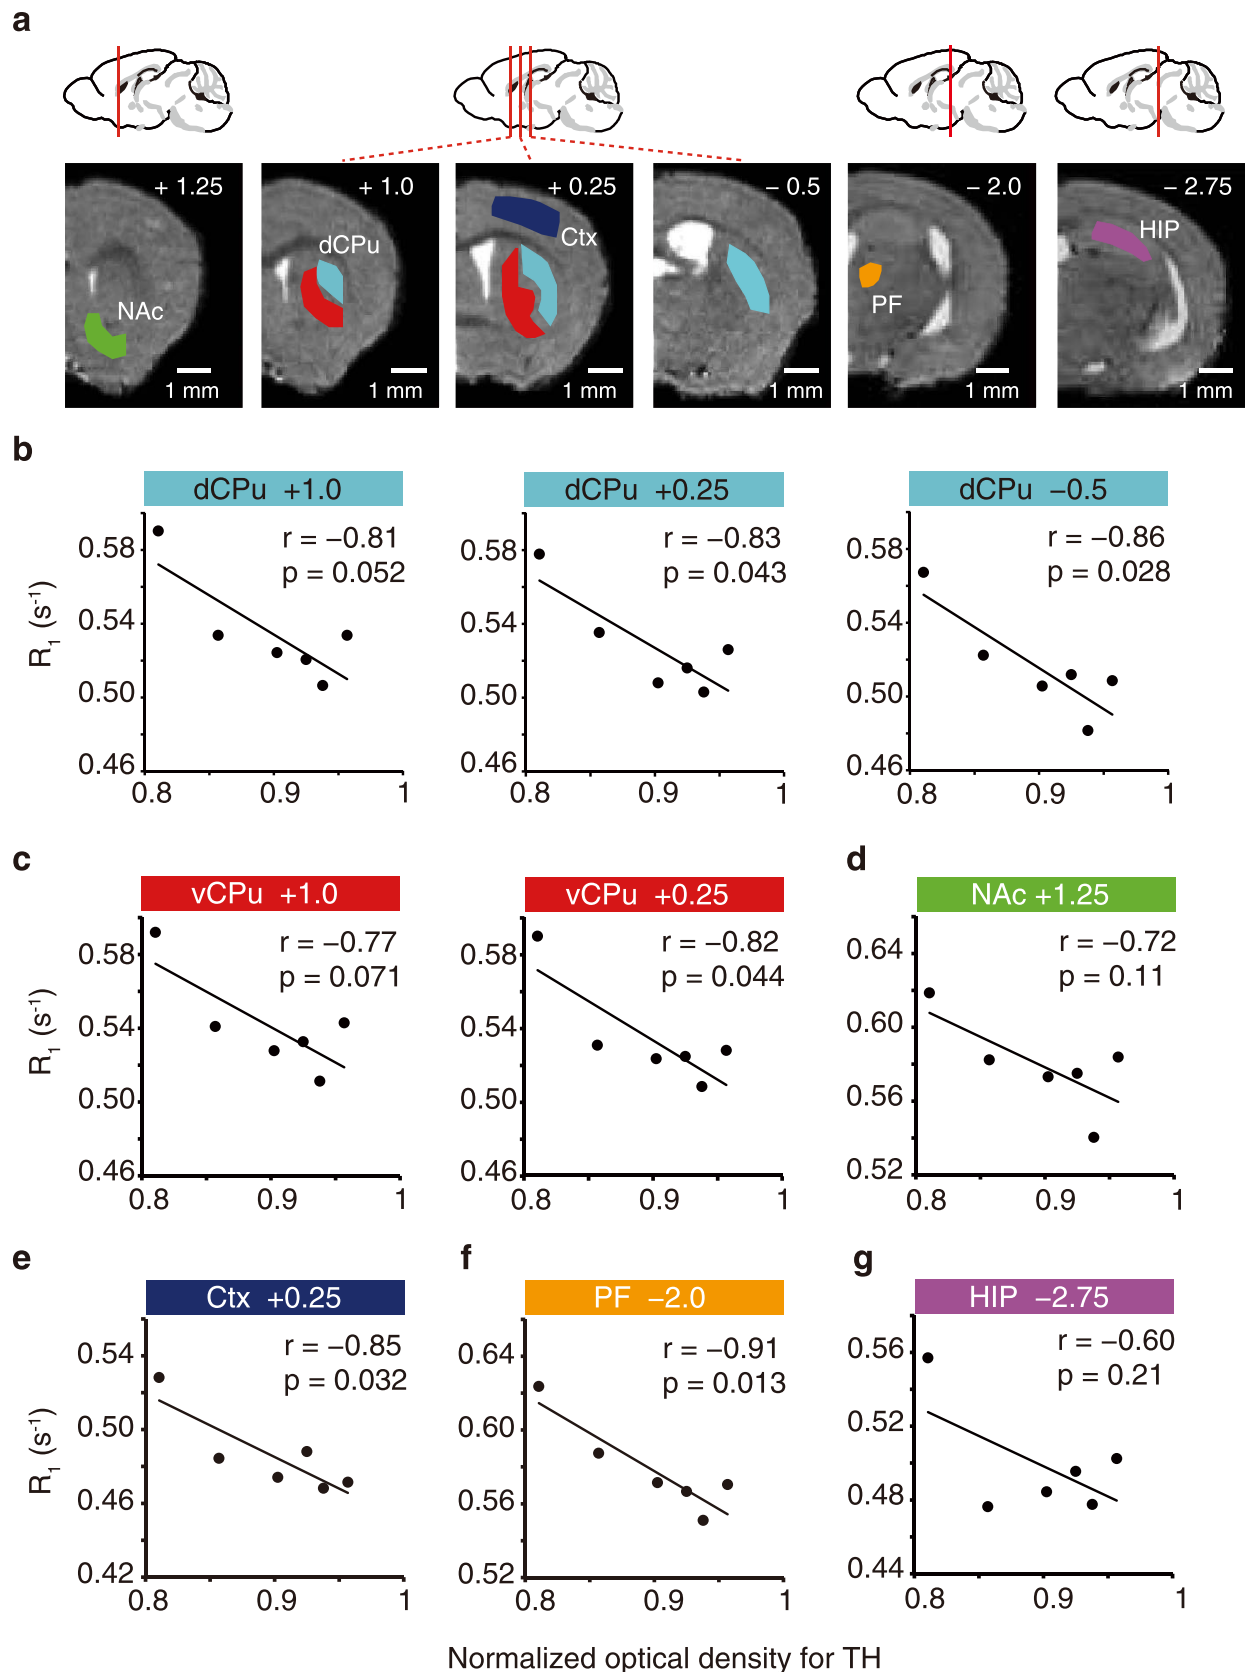 a
+ 1.25
+ 1.0
+ 0.25
− 0.5
− 2.0
− 2.75
NAc
dCPu
Ctx
PF
HIP
1 mm
1 mm
1 mm
1 mm
1 mm
1 mm
b
dCPu +1.0
r = −0.81
p = 0.052
R1 (s-1)
0.58
0.54
0.50
0.46
0.8
0.9
1
dCPu +0.25
r = −0.83
p = 0.043
0.58
0.54
0.50
0.46
0.8
0.9
1
dCPu −0.5
r = −0.86
p = 0.028
0.58
0.54
0.50
0.46
0.8
0.9
1
c
vCPu +1.0
r = −0.77
p = 0.071
R1 (s-1)
0.58
0.54
0.50
0.46
0.8
0.9
1
vCPu +0.25
r = −0.82
p = 0.044
0.58
0.54
0.50
0.46
0.8
0.9
1
d
NAc +1.25
r = −0.72
p = 0.11
0.64
0.60
0.56
0.52
0.8
0.9
1
e
Ctx +0.25
r = −0.85
p = 0.032
R1 (s-1)
0.54
0.50
0.46
0.42
0.8
0.9
1
f
PF −2.0
r = −0.91
p = 0.013
0.64
0.60
0.56
0.52
0.8
0.9
1
g
HIP −2.75
r = −0.60
p = 0.21
0.56
0.52
0.48
0.44
0.8
0.9
1
Normalized optical density for TH